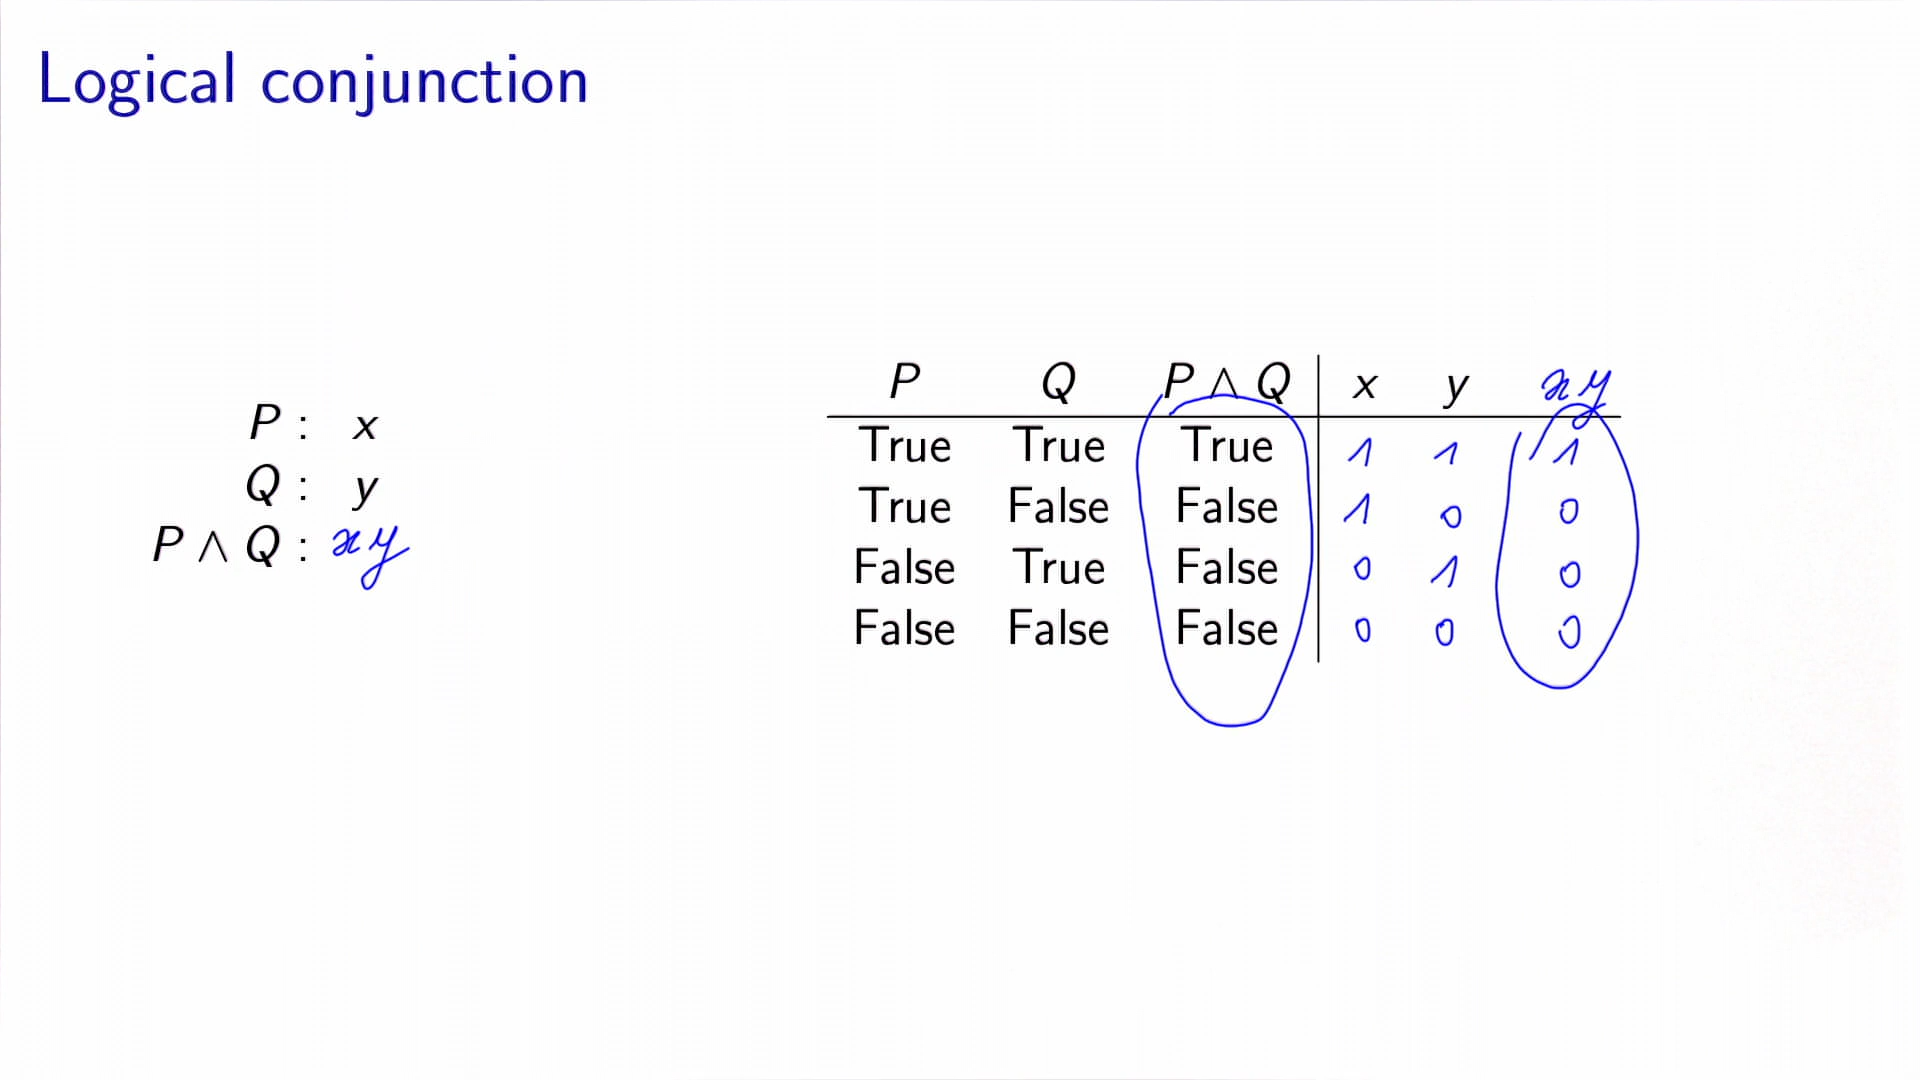 Logical conjunction
P : x
Q : y
P ∧ Q : xy
P Q P ∧ Q x y xy
True True True 1 1 1
True False False 1 0 0
False True False 0 1 0
False False False 0 0 0